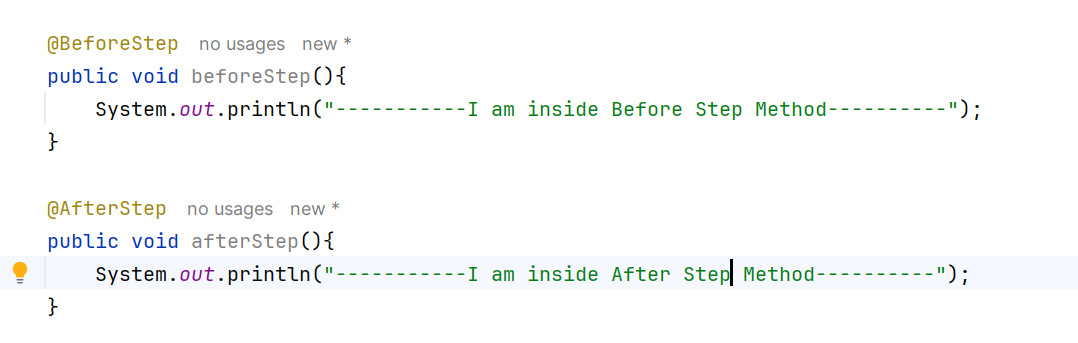 @BeforeStep no usages new *
public void beforeStep(){
System.out.println("-----------I am inside Before Step Method----------");
}
@AfterStep no usages new *
public void afterStep(){
System.out.println("-----------I am inside After Step Method----------");
}